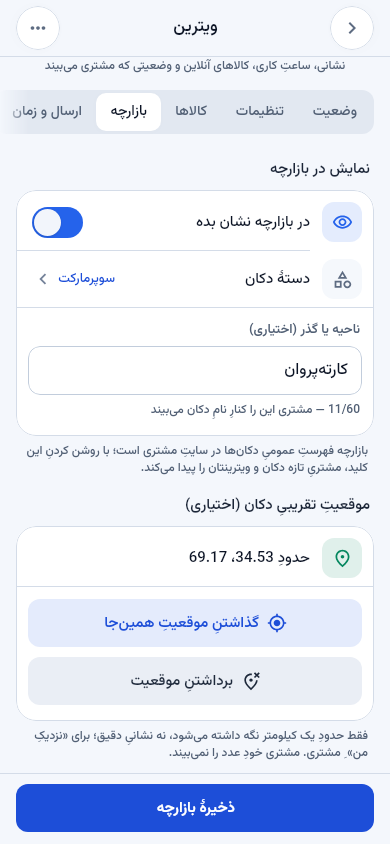 ویترین
نشانی، ساعتِ کاری، کالاهای آنلاین و وضعیتی که مشتری می‌بیند
وضعیت
تنظیمات
کالاها
بازارچه
ارسال و زمان
نمایش در بازارچه
در بازارچه نشان بده
دستهٔ دکان
سوپرمارکت
ناحیه یا گذر (اختیاری)
کارته‌پروان
11/60 — مشتری این را کنارِ نامِ دکان می‌بیند
بازارچه فهرستِ عمومیِ دکان‌ها در سایتِ مشتری است؛ با روشن کردنِ این
کلید، مشتریِ تازه دکان و ویترینتان را پیدا می‌کند.
موقعیتِ تقریبیِ دکان (اختیاری)
حدودِ 34.53، 69.17
گذاشتنِ موقعیتِ همین‌جا
برداشتنِ موقعیت
فقط حدودِ یک کیلومتر نگه داشته می‌شود، نه نشانیِ دقیق؛ برای «نزدیکِ
من»ِ مشتری. مشتری خودِ عدد را نمی‌بیند.
ذخیرهٔ بازارچه